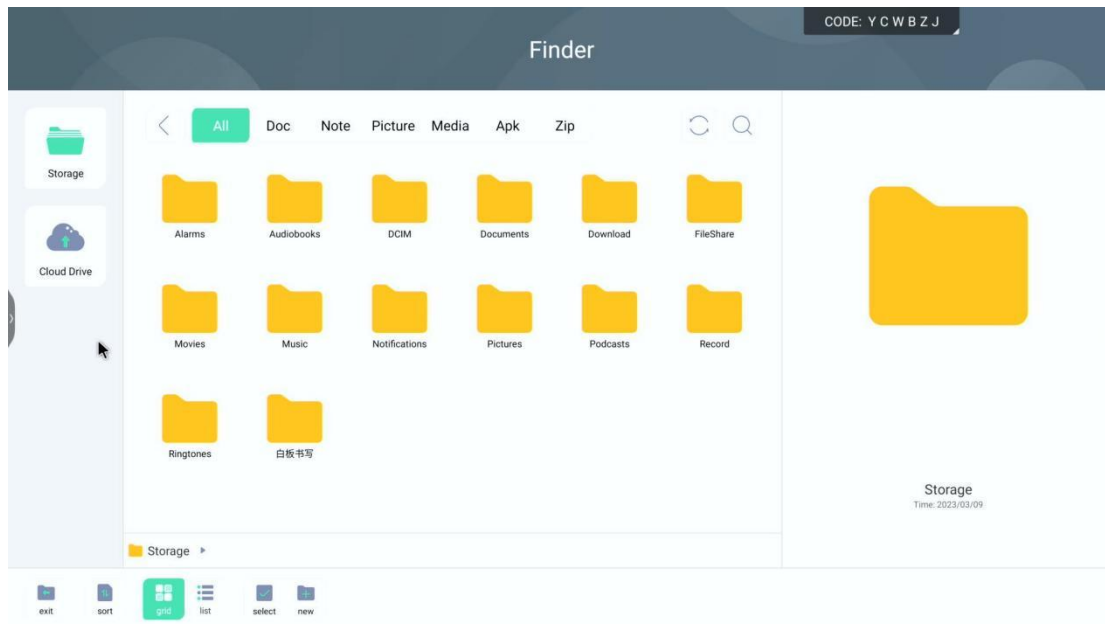 CODE: Y C W B Z J
Finder
Storage
Cloud Drive
All Doc Note Picture Media Apk Zip
Alarms Audiobooks DCIM Documents Download FileShare
Movies Music Notifications Pictures Podcasts Record
Ringtones 白板书写
Storage
Time: 2023/03/09
Storage
exit sort grid list select new